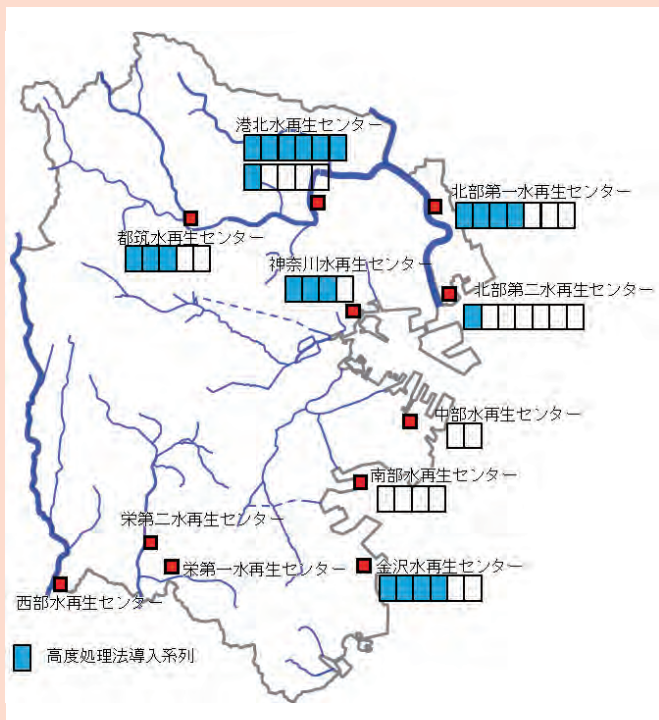 港北水再生センター
北部第一水再生センター
都筑水再生センター
神奈川水再生センター
北部第二水再生センター
中部水再生センター
南部水再生センター
栄第二水再生センター
栄第一水再生センター
金沢水再生センター
西部水再生センター
高度処理法導入系列